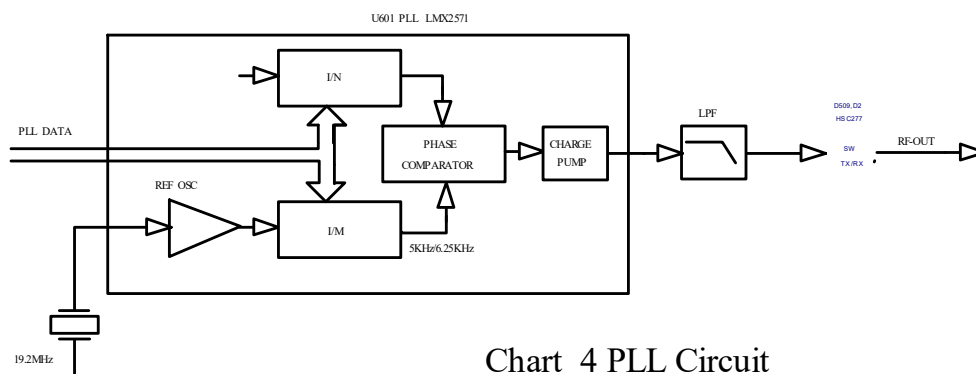 U601 PLL LMX2571
I/N
PLL DATA
PHASE
COMPARATOR
CHARGE
PUMP
LPF
D509,D2
HSC277
SW
TX/RX
RF-OUT
REF OSC
I/M
5KHz/6.25KHz
19.2MHz
Chart 4 PLL Circuit